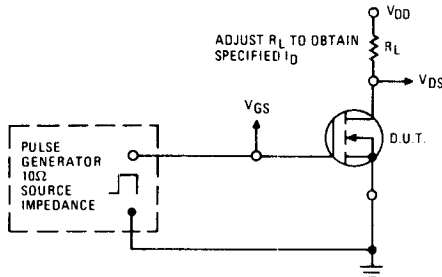 V_DD
ADJUST R_L TO OBTAIN
SPECIFIED I_D
R_L
V_DS
V_GS
D.U.T.
PULSE
GENERATOR
10Ω
SOURCE
IMPEDANCE